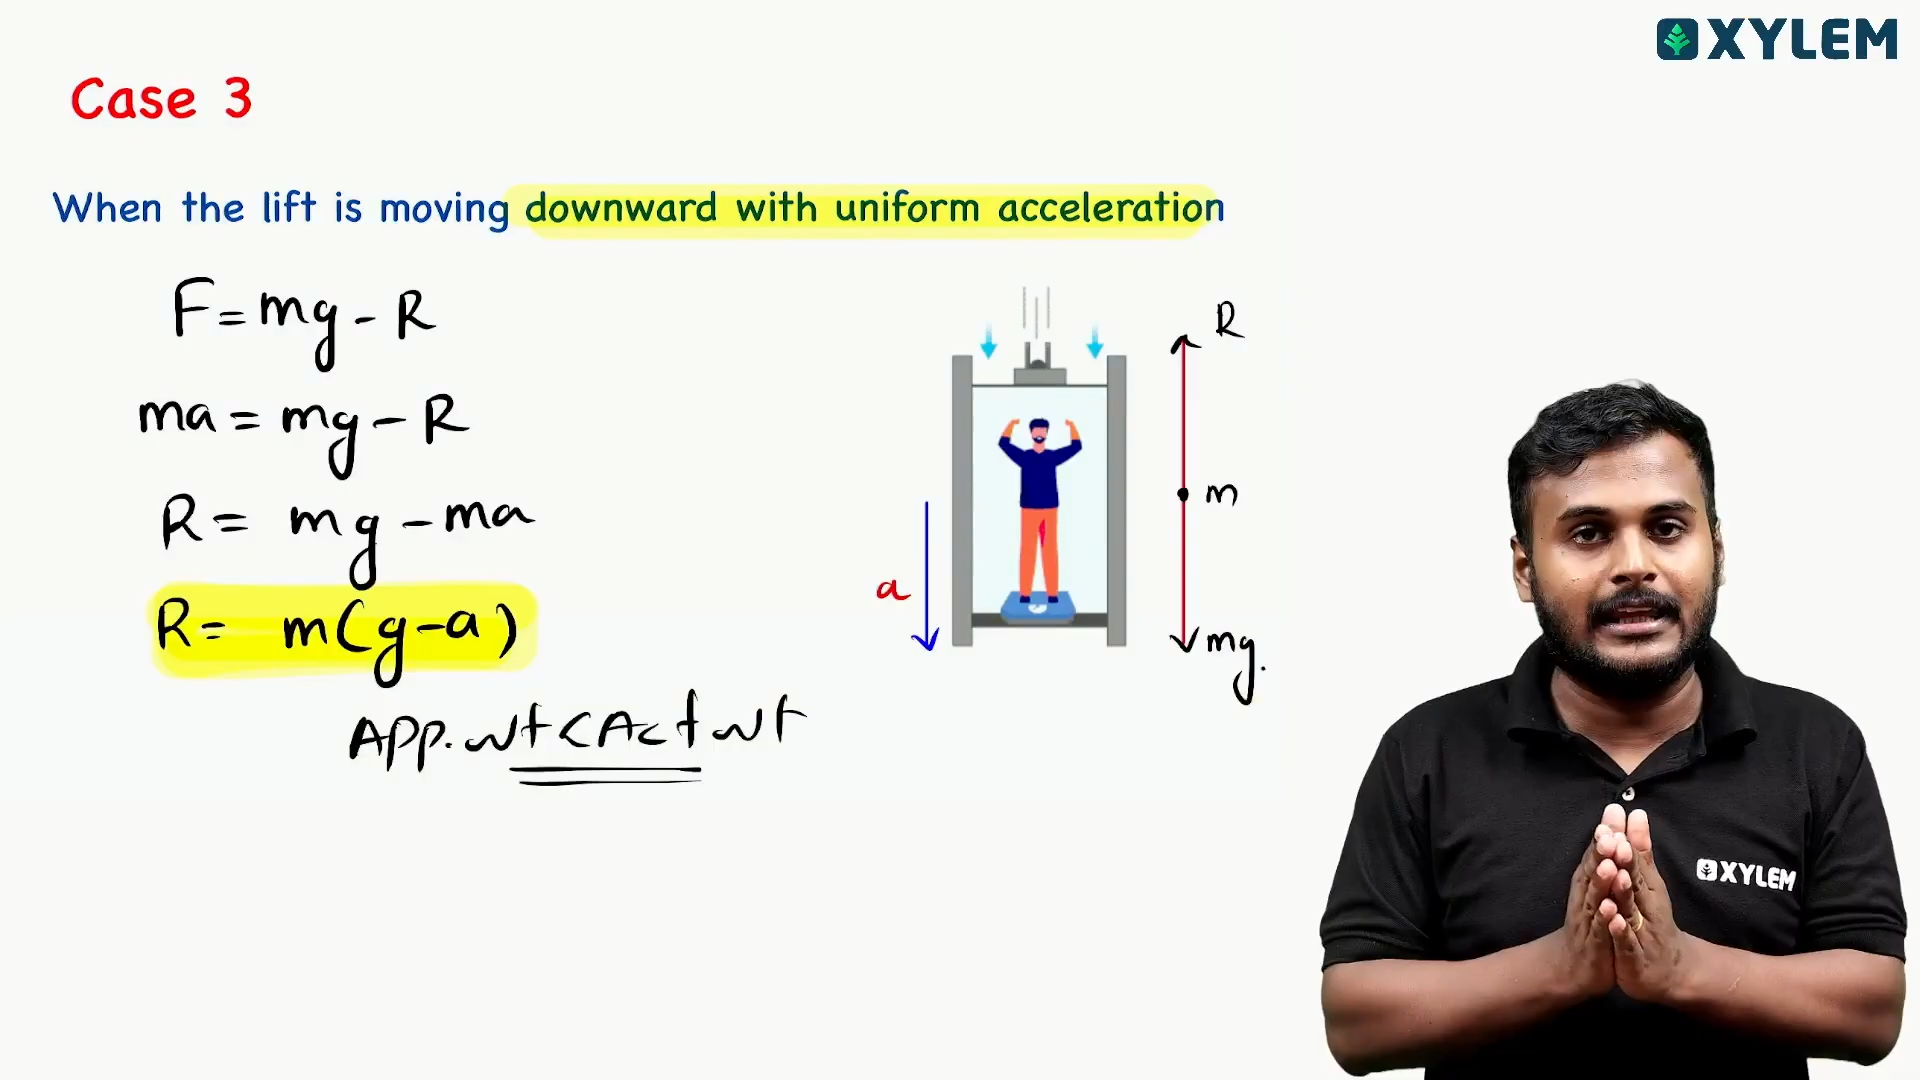 XYLEM
Case 3
When the lift is moving downward with uniform acceleration
F = mg - R
ma = mg - R
R = mg - ma
R = m(g-a)
APP. wt < Act wt
a
R
m
mg.
XYLEM